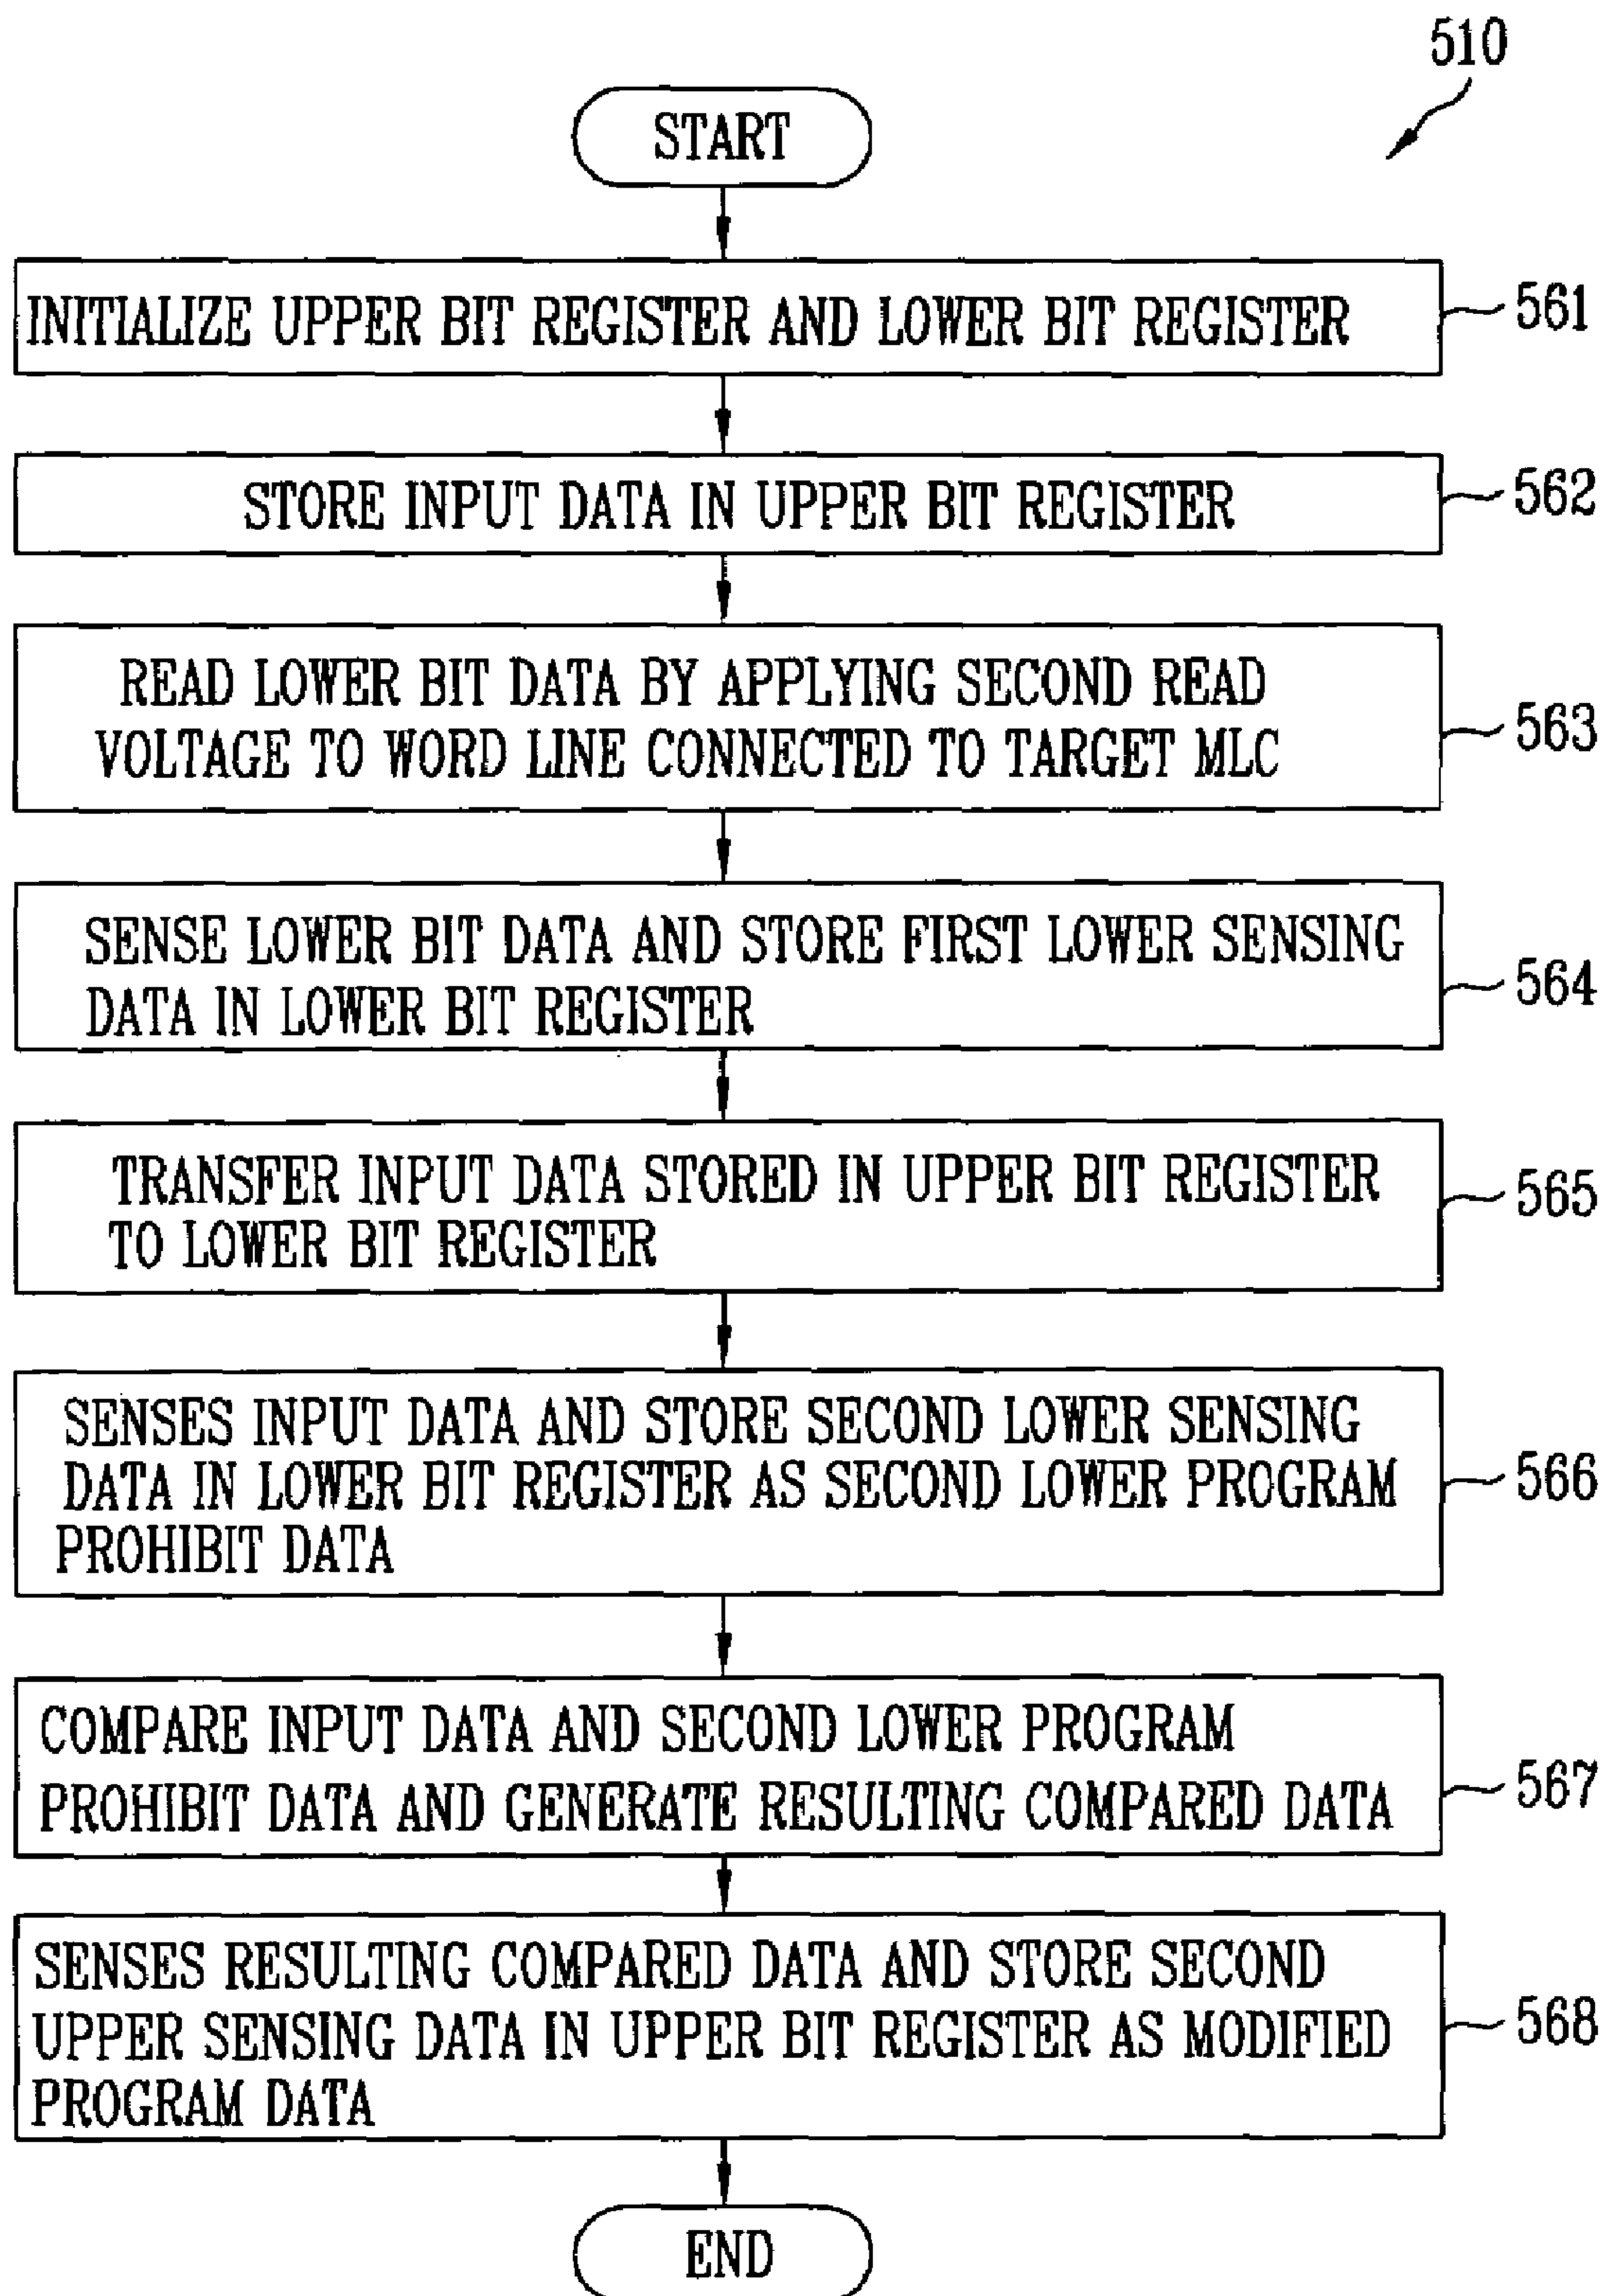 510
START
INITIALIZE UPPER BIT REGISTER AND LOWER BIT REGISTER
561
STORE INPUT DATA IN UPPER BIT REGISTER
562
READ LOWER BIT DATA BY APPLYING SECOND READ
VOLTAGE TO WORD LINE CONNECTED TO TARGET MLC
563
SENSE LOWER BIT DATA AND STORE FIRST LOWER SENSING
DATA IN LOWER BIT REGISTER
564
TRANSFER INPUT DATA STORED IN UPPER BIT REGISTER
TO LOWER BIT REGISTER
565
SENSES INPUT DATA AND STORE SECOND LOWER SENSING
DATA IN LOWER BIT REGISTER AS SECOND LOWER PROGRAM
PROHIBIT DATA
566
COMPARE INPUT DATA AND SECOND LOWER PROGRAM
PROHIBIT DATA AND GENERATE RESULTING COMPARED DATA
567
SENSES RESULTING COMPARED DATA AND STORE SECOND
UPPER SENSING DATA IN UPPER BIT REGISTER AS MODIFIED
PROGRAM DATA
568
END